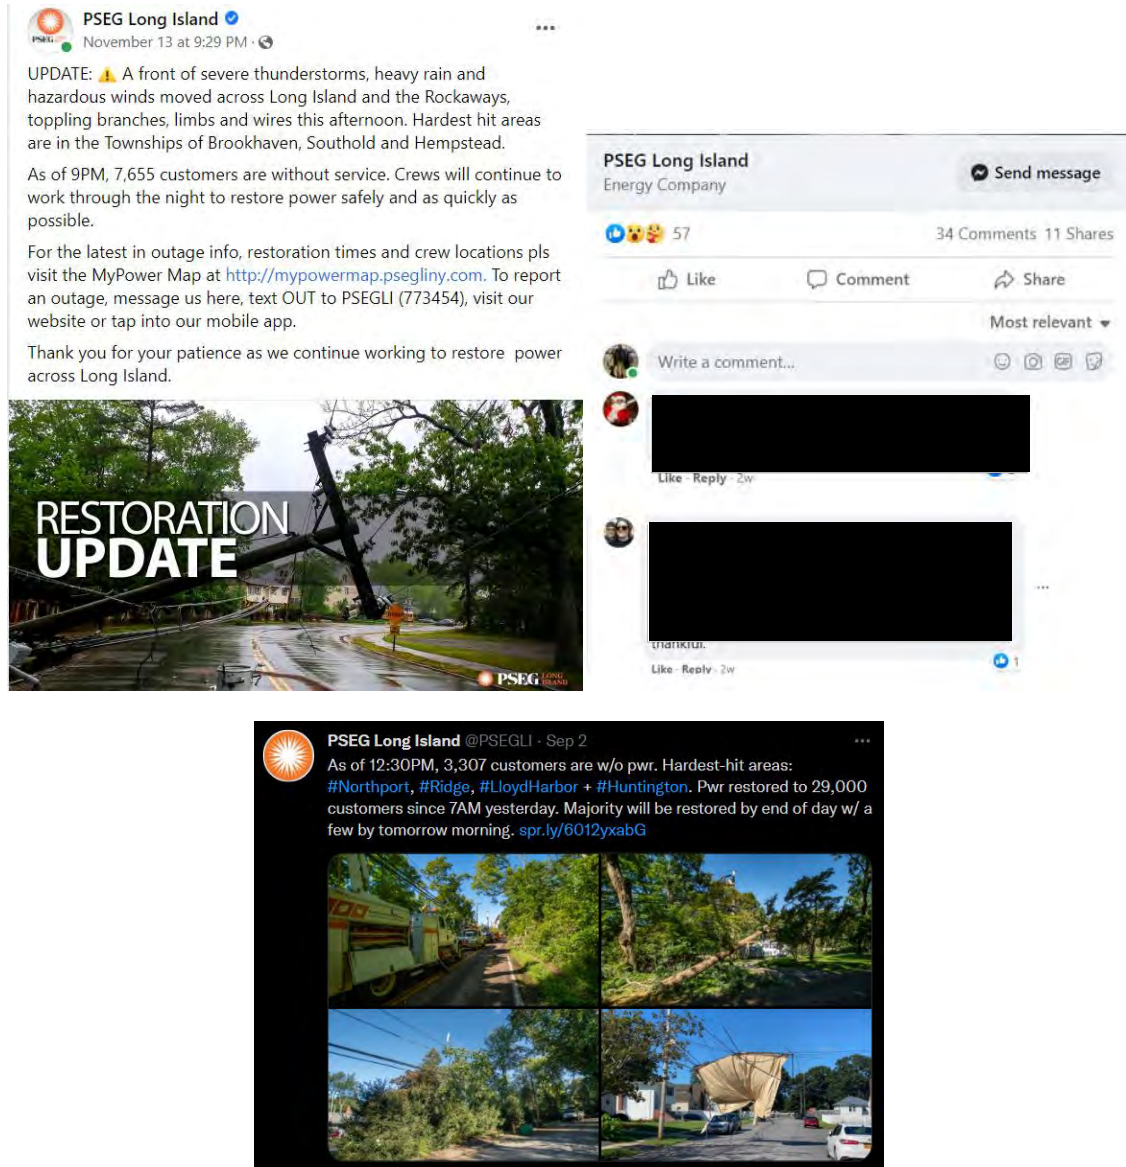 PSEG Long Island
November 13 at 9:29 PM ·
UPDATE: ⚠️ A front of severe thunderstorms, heavy rain and
hazardous winds moved across Long Island and the Rockaways,
toppling branches, limbs and wires this afternoon. Hardest hit areas
are in the Townships of Brookhaven, Southold and Hempstead.
As of 9PM, 7,655 customers are without service. Crews will continue to
work through the night to restore power safely and as quickly as
possible.
For the latest in outage info, restoration times and crew locations pls
visit the MyPower Map at http://mypowermap.psegliny.com. To report
an outage, message us here, text OUT to PSEGLI (773454), visit our
website or tap into our mobile app.
Thank you for your patience as we continue working to restore power
across Long Island.
RESTORATION
UPDATE
PSEG LONG
ISLAND
PSEG Long Island
Energy Company
Send message
57
34 Comments 11 Shares
Like
Comment
Share
Most relevant
Write a comment...
GIF
Like · Reply · 2w
thankful.
Like · Reply · 2w
1
PSEG Long Island @PSEGLI · Sep 2
As of 12:30PM, 3,307 customers are w/o pwr. Hardest-hit areas:
#Northport, #Ridge, #LloydHarbor + #Huntington. Pwr restored to 29,000
customers since 7AM yesterday. Majority will be restored by end of day w/ a
few by tomorrow morning. spr.ly/6012yxabG